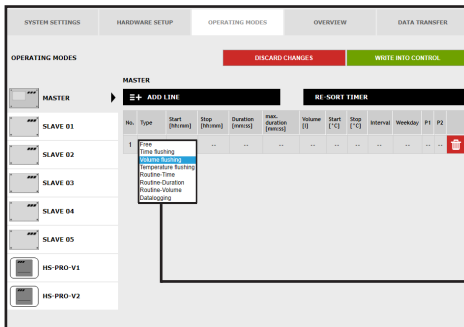 SYSTEM SETTINGS HARDWARE SETUP OPERATING MODES OVERVIEW DATA TRANSFER
OPERATING MODES DISCARD CHANGES WRITE INTO CONTROL
MASTER
ADD LINE RE-SORT TIMER
No. Type Start [hh:mm] Stop [hh:mm] Duration [mm:ss] max. duration [mm:ss] Volume [l] Start [°C] Stop [°C] Interval Weekday P1 P2
1 -- -- -- -- -- -- -- -- -- --
Free
Time flushing
Volume flushing
Temperature flushing
Routine-Time
Routine-Duration
Routine-Volume
Datalogging
MASTER
SLAVE 01
SLAVE 02
SLAVE 03
SLAVE 04
SLAVE 05
HS-PRO-V1
HS-PRO-V2